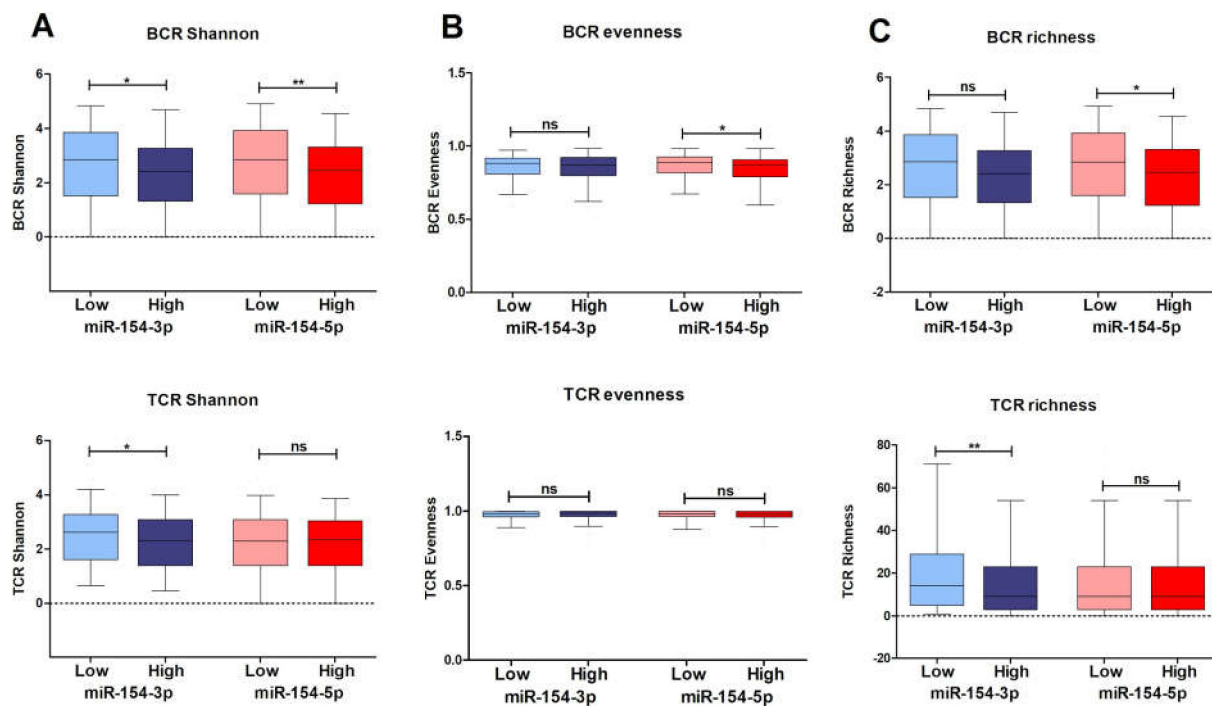 A
BCR Shannon
6
4
2
0
BCR Shannon
*
**
Low High Low High
miR-154-3p miR-154-5p
B
BCR evenness
1.5
1.0
0.5
0.0
BCR Evenness
ns
*
Low High Low High
miR-154-3p miR-154-5p
C
BCR richness
6
4
2
0
-2
BCR Richness
ns
*
Low High Low High
miR-154-3p miR-154-5p
TCR Shannon
6
4
2
0
TCR Shannon
*
ns
Low High Low High
miR-154-3p miR-154-5p
TCR evenness
1.5
1.0
0.5
0.0
TCR Evenness
ns
ns
Low High Low High
miR-154-3p miR-154-5p
TCR richness
80
60
40
20
0
-20
TCR Richness
**
ns
Low High Low High
miR-154-3p miR-154-5p